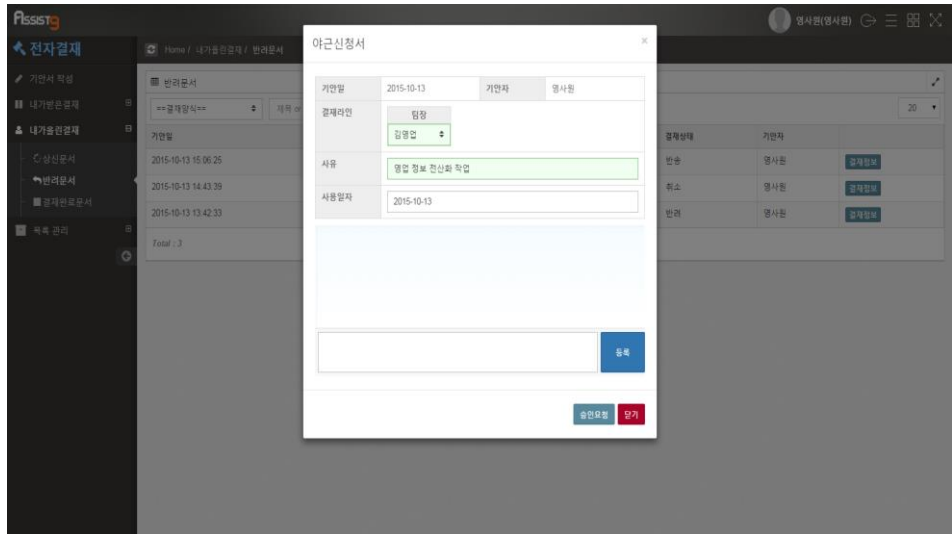 Assist9
영사원(영사원)
전자결재
Home / 내가올린결재 / 반려문서
기안서 작성
내가받은결재
내가올린결재
상신문서
반려문서
결재완료문서
목록 관리
반려문서
==결재양식==
제목 or
20
기안일
결재상태
기안자
2015-10-13 15:06:25
반송
영사원
결재정보
2015-10-13 14:43:39
취소
영사원
결재정보
2015-10-13 13:42:33
반려
영사원
결재정보
Total : 3
야근신청서
×
기안일
2015-10-13
기안자
영사원
결재라인
팀장
김영업
사유
영업 정보 전산화 작업
사용일자
2015-10-13
등록
승인요청
닫기